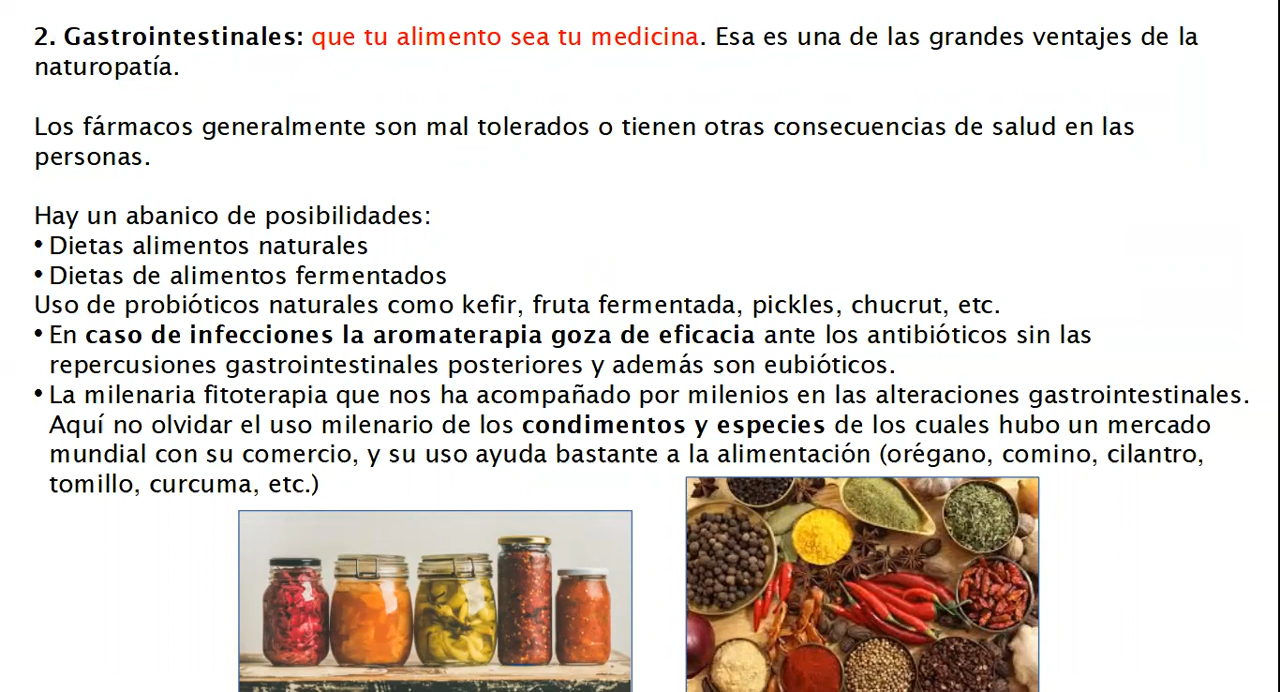 2. Gastrointestinales: que tu alimento sea tu medicina. Esa es una de las grandes ventajes de la
naturopatía.
Los fármacos generalmente son mal tolerados o tienen otras consecuencias de salud en las
personas.
Hay un abanico de posibilidades:
• Dietas alimentos naturales
• Dietas de alimentos fermentados
Uso de probióticos naturales como kefir, fruta fermentada, pickles, chucrut, etc.
• En caso de infecciones la aromaterapia goza de eficacia ante los antibióticos sin las
repercusiones gastrointestinales posteriores y además son eubióticos.
• La milenaria fitoterapia que nos ha acompañado por milenios en las alteraciones gastrointestinales.
Aquí no olvidar el uso milenario de los condimentos y especies de los cuales hubo un mercado
mundial con su comercio, y su uso ayuda bastante a la alimentación (orégano, comino, cilantro,
tomillo, curcuma, etc.)